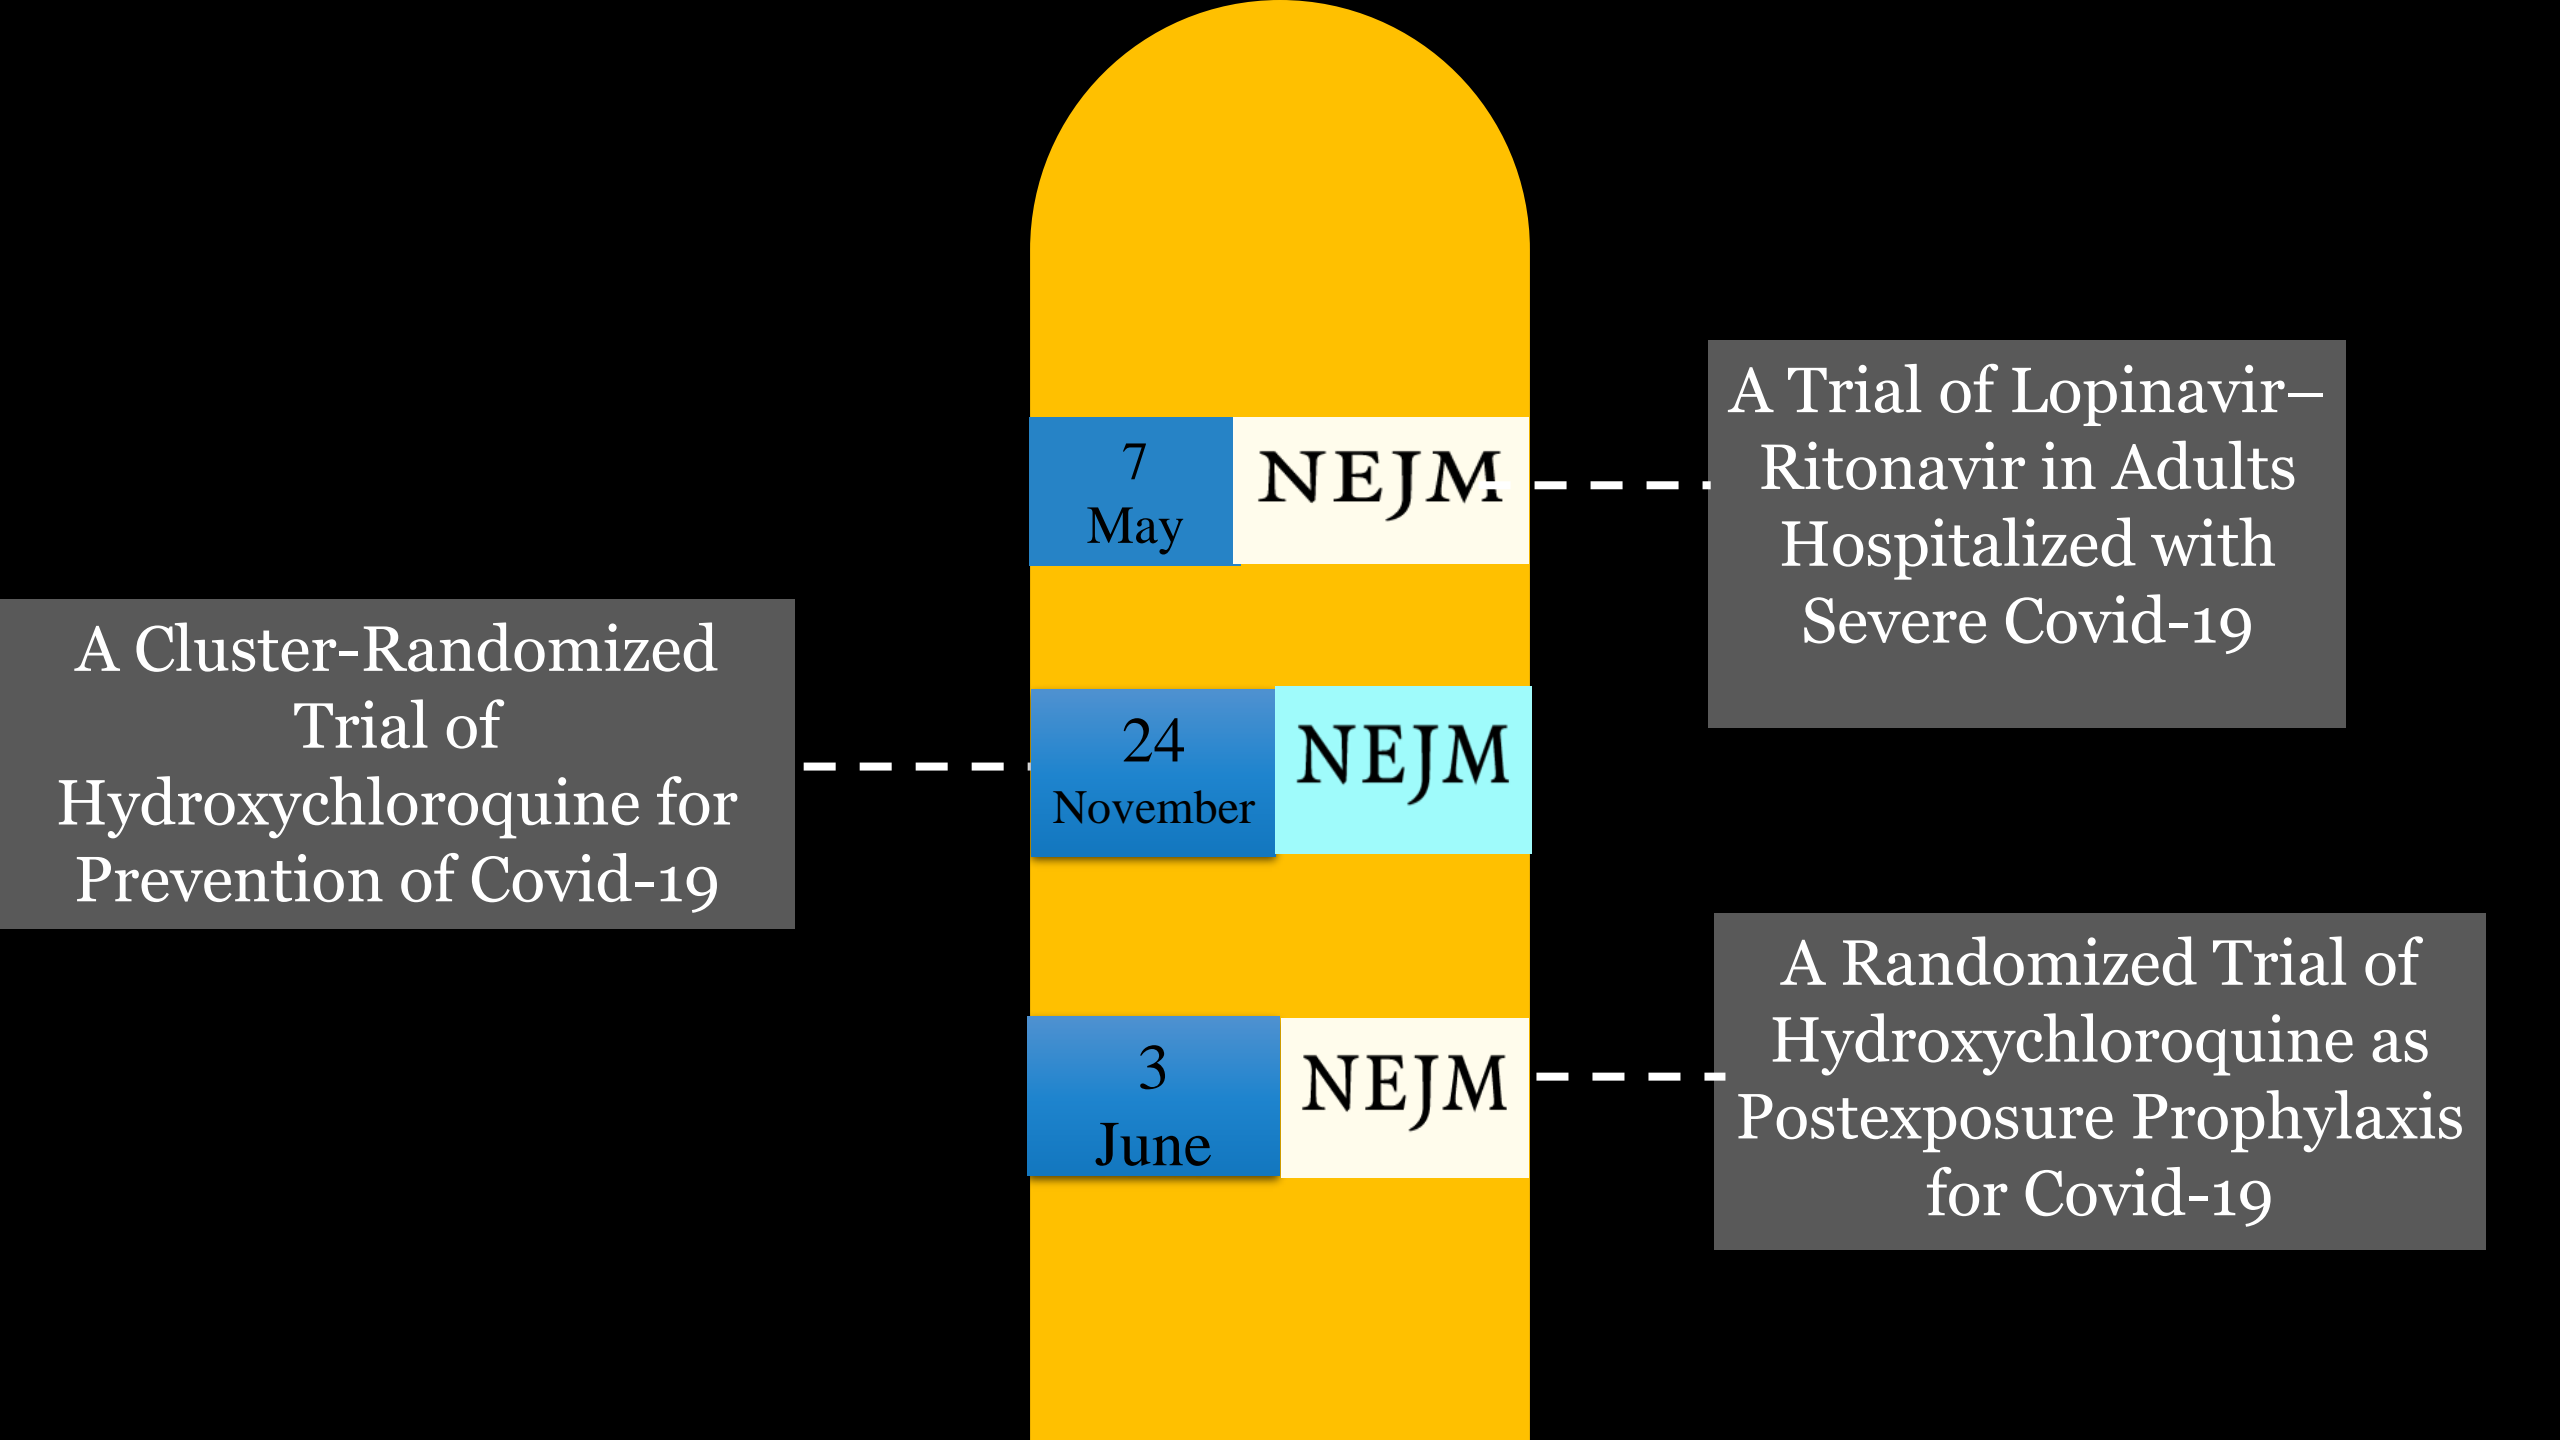 7
May
NEJM
A Trial of Lopinavir–
Ritonavir in Adults
Hospitalized with
Severe Covid-19
A Cluster-Randomized
Trial of
Hydroxychloroquine for
Prevention of Covid-19
24
November
NEJM
3
June
NEJM
A Randomized Trial of
Hydroxychloroquine as
Postexposure Prophylaxis
for Covid-19